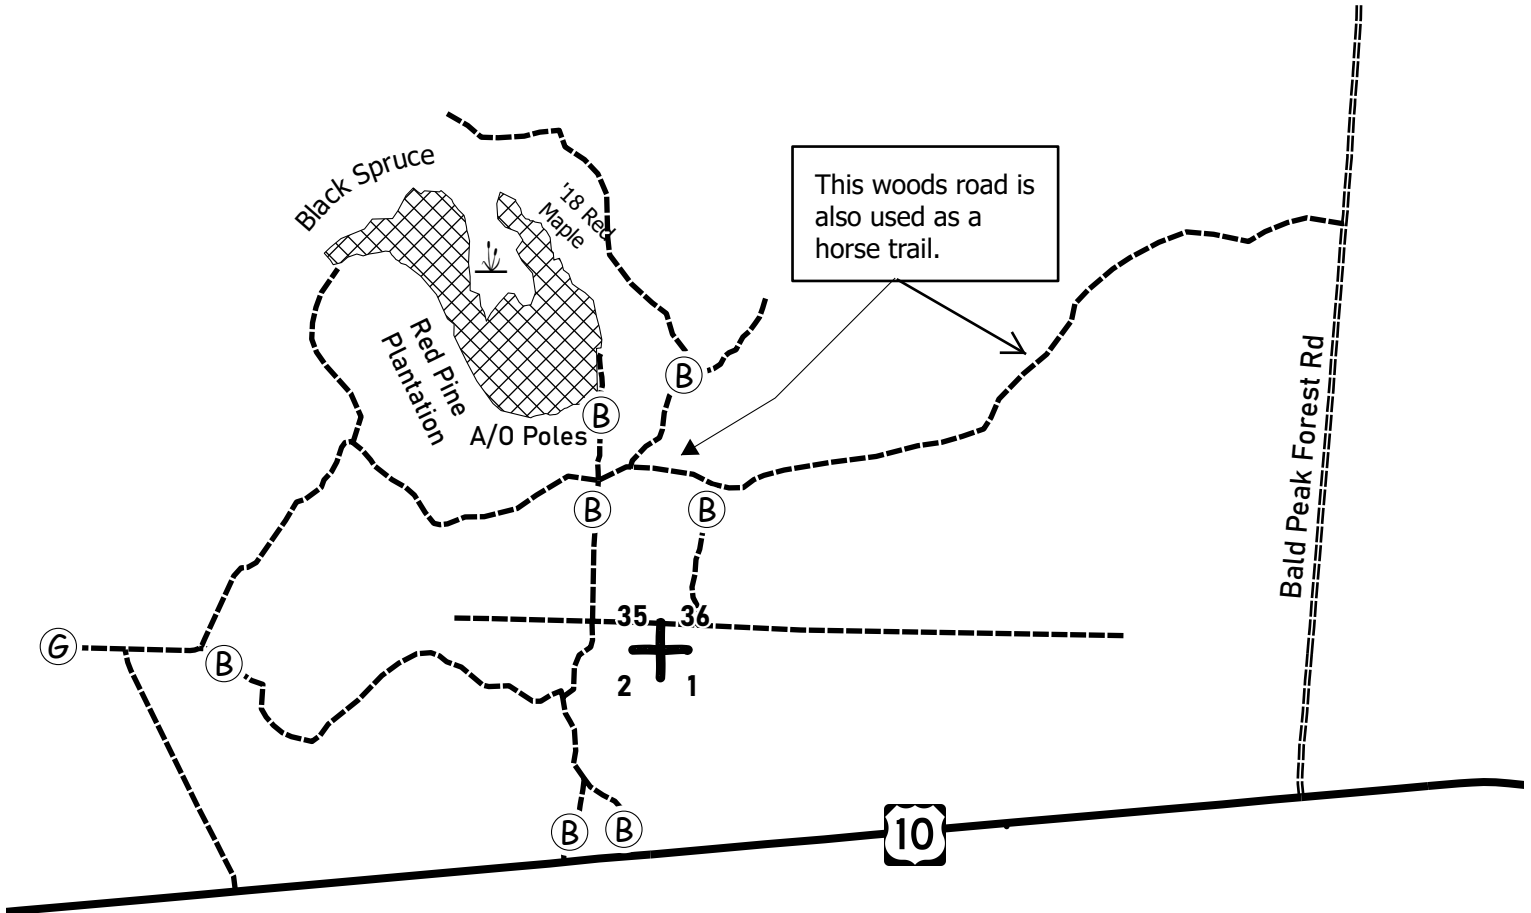 Black Spruce
'18 Red
Maple
This woods road is
also used as a
horse trail.
Red Pine
Plantation
Bald Peak Forest Rd
B
B
A/O Poles
B
B
35
36
G
B
2
1
B
B
10